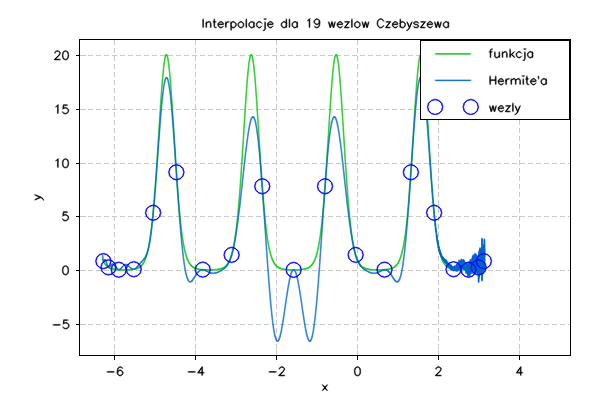 Interpolacje dla 19 wezlow Czebyszewa
funkcja
Hermite'a
wezly
20
15
10
5
0
−5
y
−6 −4 −2 0 2 4
x